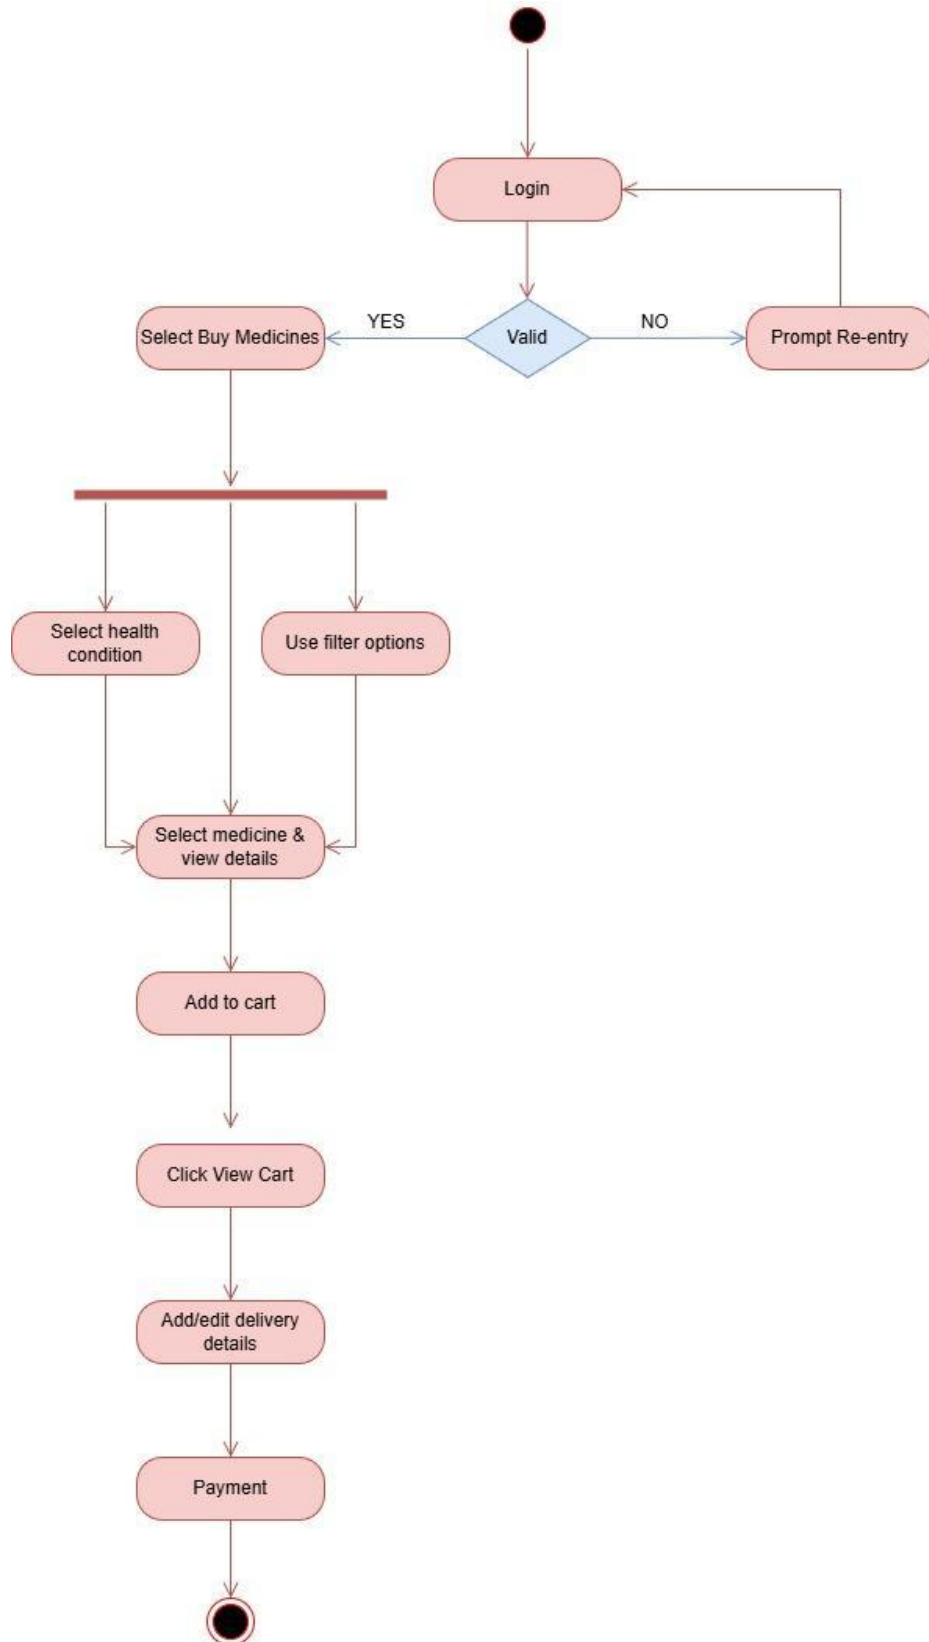 Login
YES
NO
Select Buy Medicines
Valid
Prompt Re-entry
Select health
condition
Use filter options
Select medicine &
view details
Add to cart
Click View Cart
Add/edit delivery
details
Payment